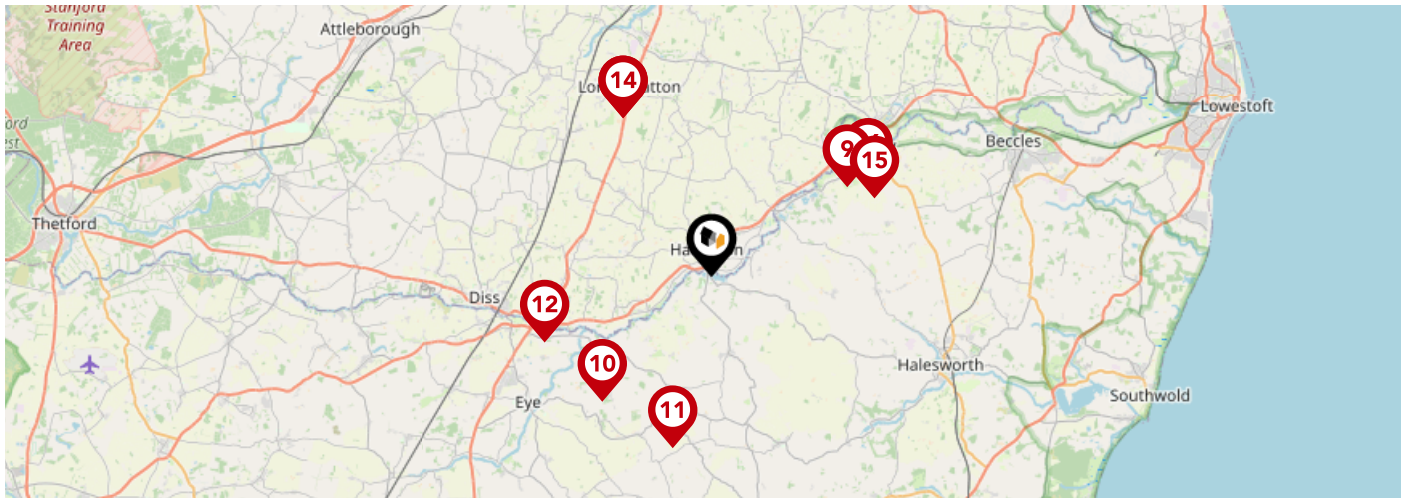 Stanford
Training
Area
Attleborough
14
Lowestoft
9
15
Beccles
Thetford
Diss
12
10
Halesworth
Eye
11
Southwold